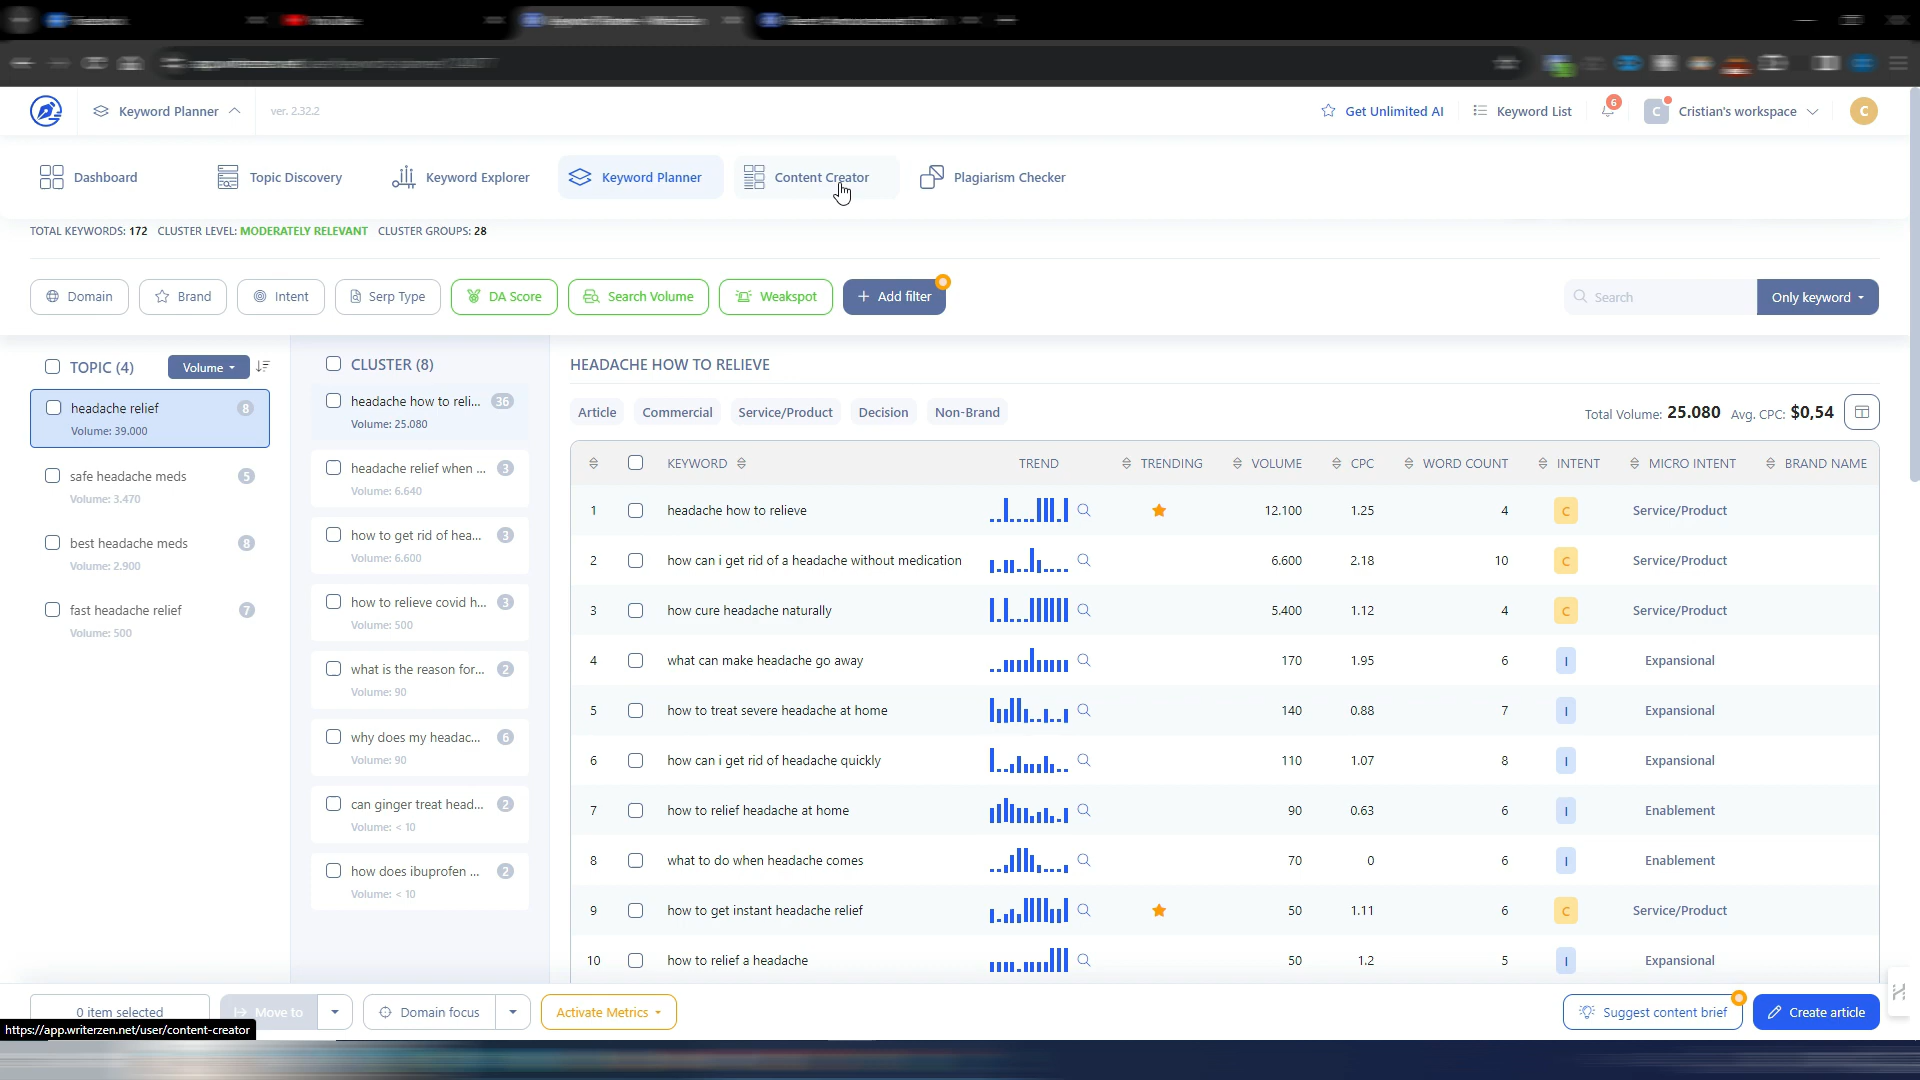 Keyword Planner
ver. 2.32.2
Get Unlimited AI
Keyword List
6
C
Cristian's workspace
C
Dashboard
Topic Discovery
Keyword Explorer
Keyword Planner
Content Creator
Plagiarism Checker
TOTAL KEYWORDS: 172 CLUSTER LEVEL: MODERATELY RELEVANT CLUSTER GROUPS: 28
Domain
Brand
Intent
Serp Type
DA Score
Search Volume
Weakspot
+ Add filter
Search
Only keyword
TOPIC (4)
Volume
headache relief 8
Volume: 39.000
safe headache meds 5
Volume: 3.470
best headache meds 8
Volume: 2.900
fast headache relief 7
Volume: 500
CLUSTER (8)
headache how to reli... 36
Volume: 25.080
headache relief when ... 3
Volume: 6.640
how to get rid of hea... 3
Volume: 6.600
how to relieve covid h... 3
Volume: 500
what is the reason for... 2
Volume: 90
why does my headac... 6
Volume: 90
can ginger treat head... 2
Volume: < 10
how does ibuprofen ... 2
Volume: < 10
HEADACHE HOW TO RELIEVE
Article Commercial Service/Product Decision Non-Brand
Total Volume: 25.080 Avg. CPC: $0,54
KEYWORD TREND TRENDING VOLUME CPC WORD COUNT INTENT MICRO INTENT BRAND NAME
1 headache how to relieve 12.100 1.25 4 C Service/Product
2 how can i get rid of a headache without medication 6.600 2.18 10 C Service/Product
3 how cure headache naturally 5.400 1.12 4 C Service/Product
4 what can make headache go away 170 1.95 6 I Expansional
5 how to treat severe headache at home 140 0.88 7 I Expansional
6 how can i get rid of headache quickly 110 1.07 8 I Expansional
7 how to relief headache at home 90 0.63 6 I Enablement
8 what to do when headache comes 70 0 6 I Enablement
9 how to get instant headache relief 50 1.11 6 C Service/Product
10 how to relief a headache 50 1.2 5 I Expansional
0 item selected
Move to
Domain focus
Activate Metrics
Suggest content brief
Create article
https://app.writerzen.net/user/content-creator